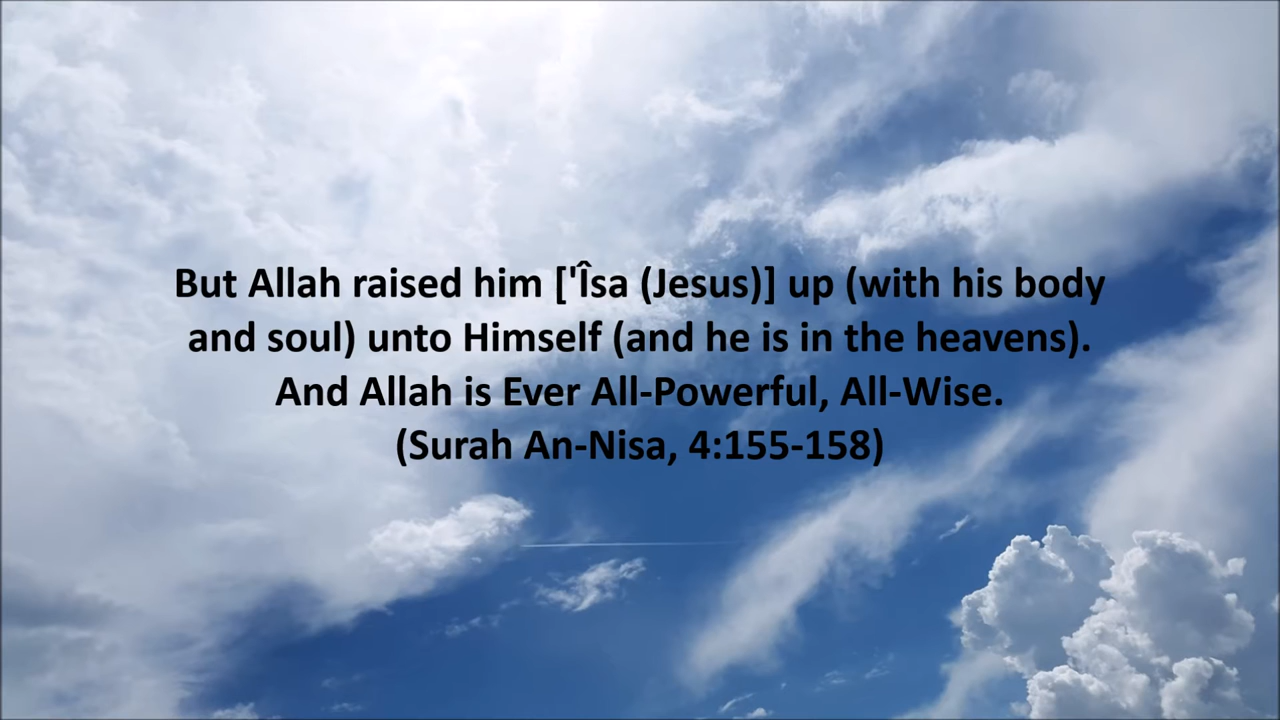 But Allah raised him ['Îsa (Jesus)] up (with his body
and soul) unto Himself (and he is in the heavens).
And Allah is Ever All-Powerful, All-Wise.
(Surah An-Nisa, 4:155-158)